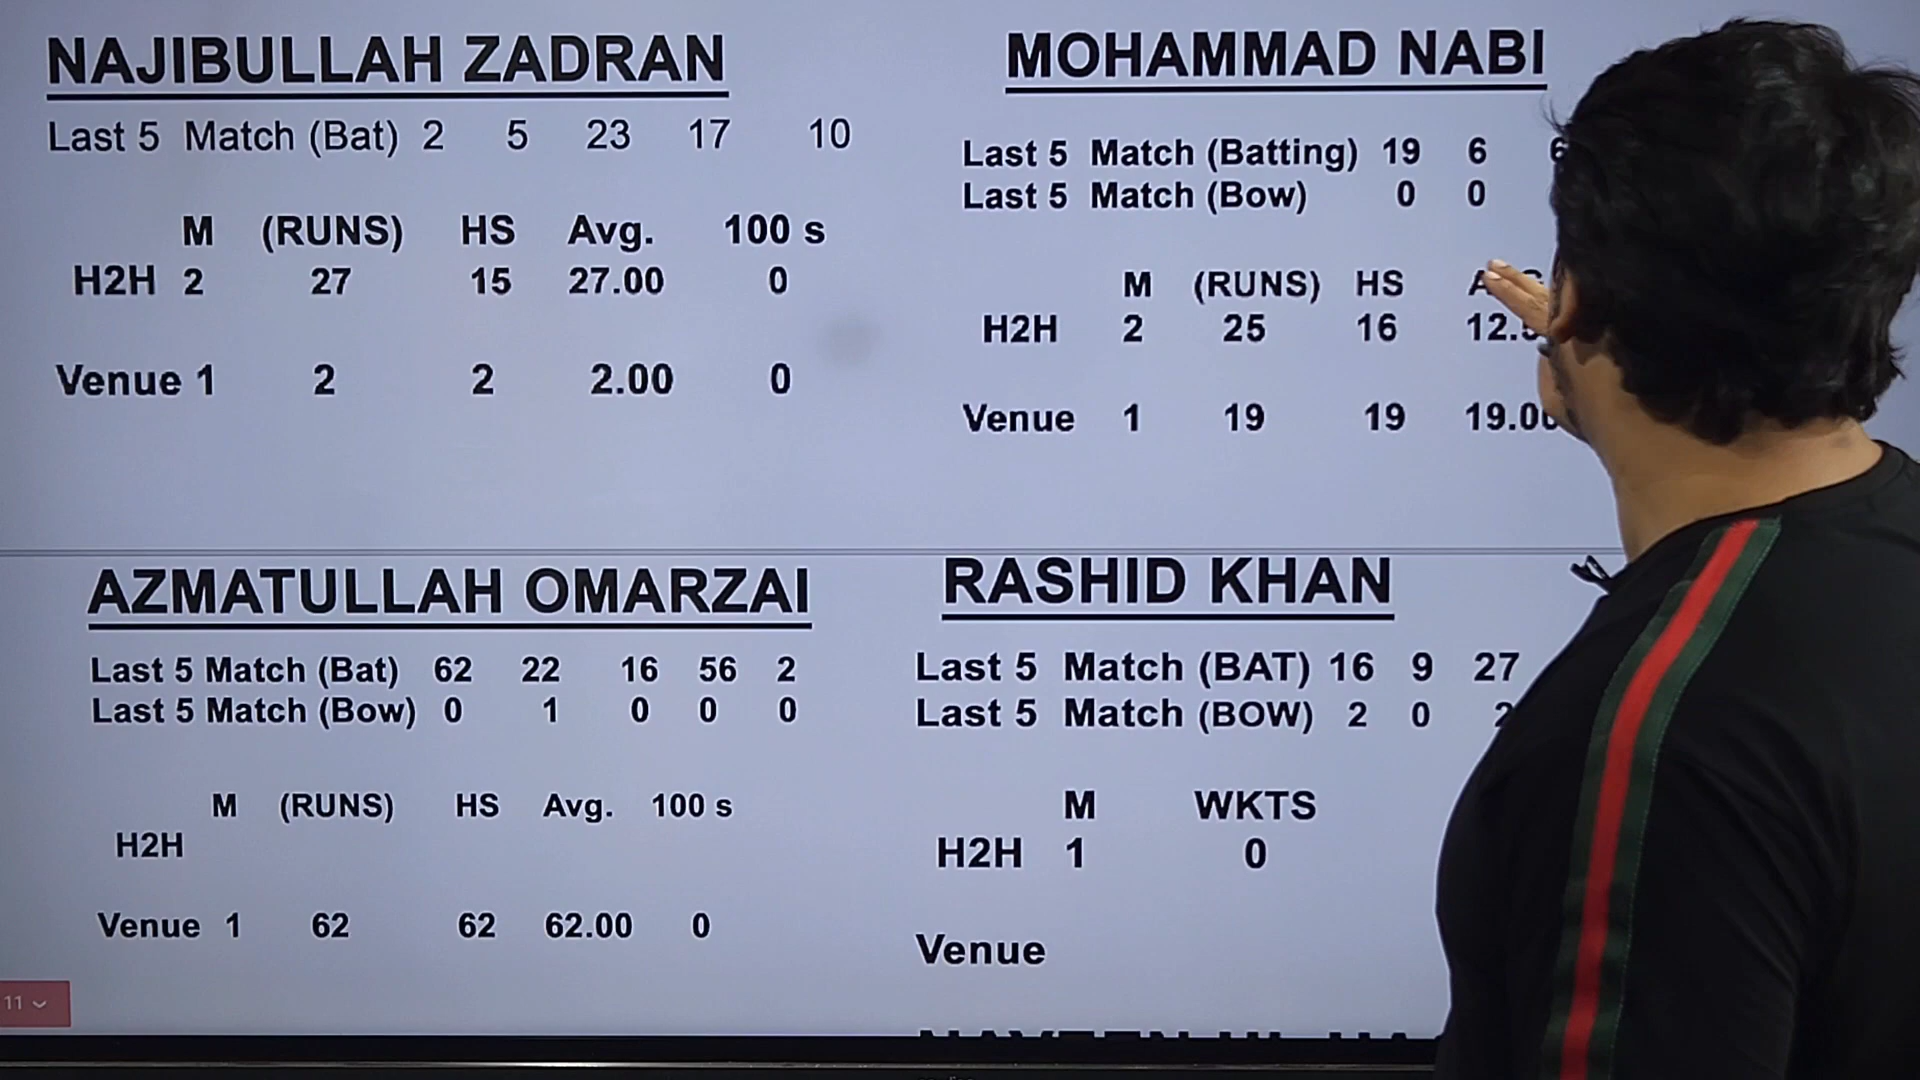 NAJIBULLAH ZADRAN
Last 5 Match (Bat) 2 5 23 17 10
M (RUNS) HS Avg. 100 s
H2H 2 27 15 27.00 0
Venue 1 2 2 2.00 0
MOHAMMAD NABI
Last 5 Match (Batting) 19 6
Last 5 Match (Bow) 0 0
M (RUNS) HS
H2H 2 25 16
Venue 1 19 19
AZMATULLAH OMARZAI
Last 5 Match (Bat) 62 22 16 56 2
Last 5 Match (Bow) 0 1 0 0 0
M (RUNS) HS Avg. 100 s
H2H
Venue 1 62 62 62.00 0
RASHID KHAN
Last 5 Match (BAT) 16 9 27
Last 5 Match (BOW) 2 0
M WKTS
H2H 1 0
Venue
11